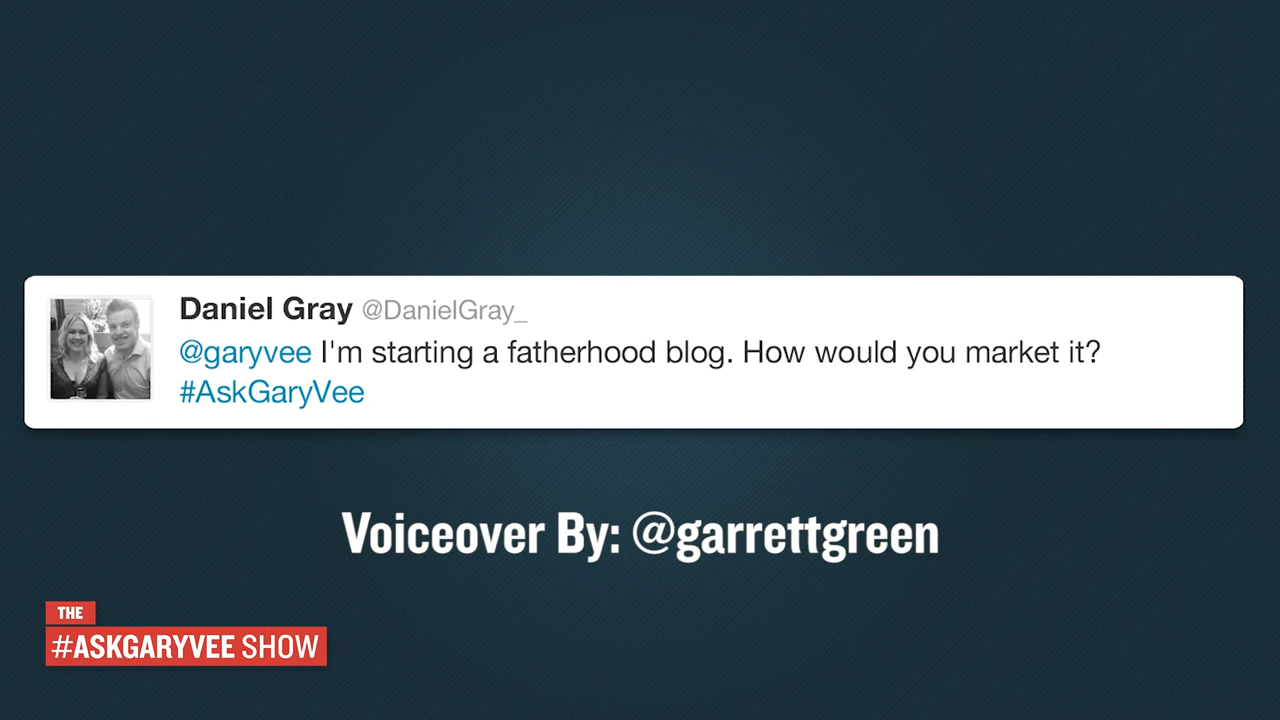 Daniel Gray @DanielGray_
@garyvee I'm starting a fatherhood blog. How would you market it?
#AskGaryVee
Voiceover By: @garrettgreen
THE
#ASKGARYVEE SHOW